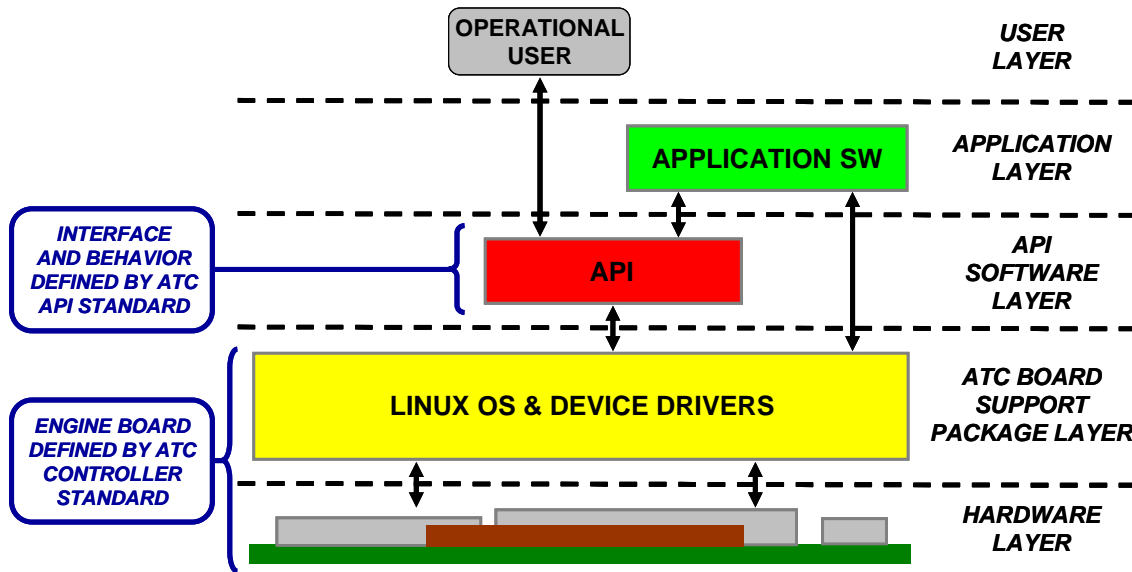 OPERATIONAL
USER
USER
LAYER
APPLICATION SW
APPLICATION
LAYER
INTERFACE
AND BEHAVIOR
DEFINED BY ATC
API STANDARD
API
API
SOFTWARE
LAYER
LINUX OS & DEVICE DRIVERS
ATC BOARD
SUPPORT
PACKAGE LAYER
ENGINE BOARD
DEFINED BY ATC
CONTROLLER
STANDARD
HARDWARE
LAYER